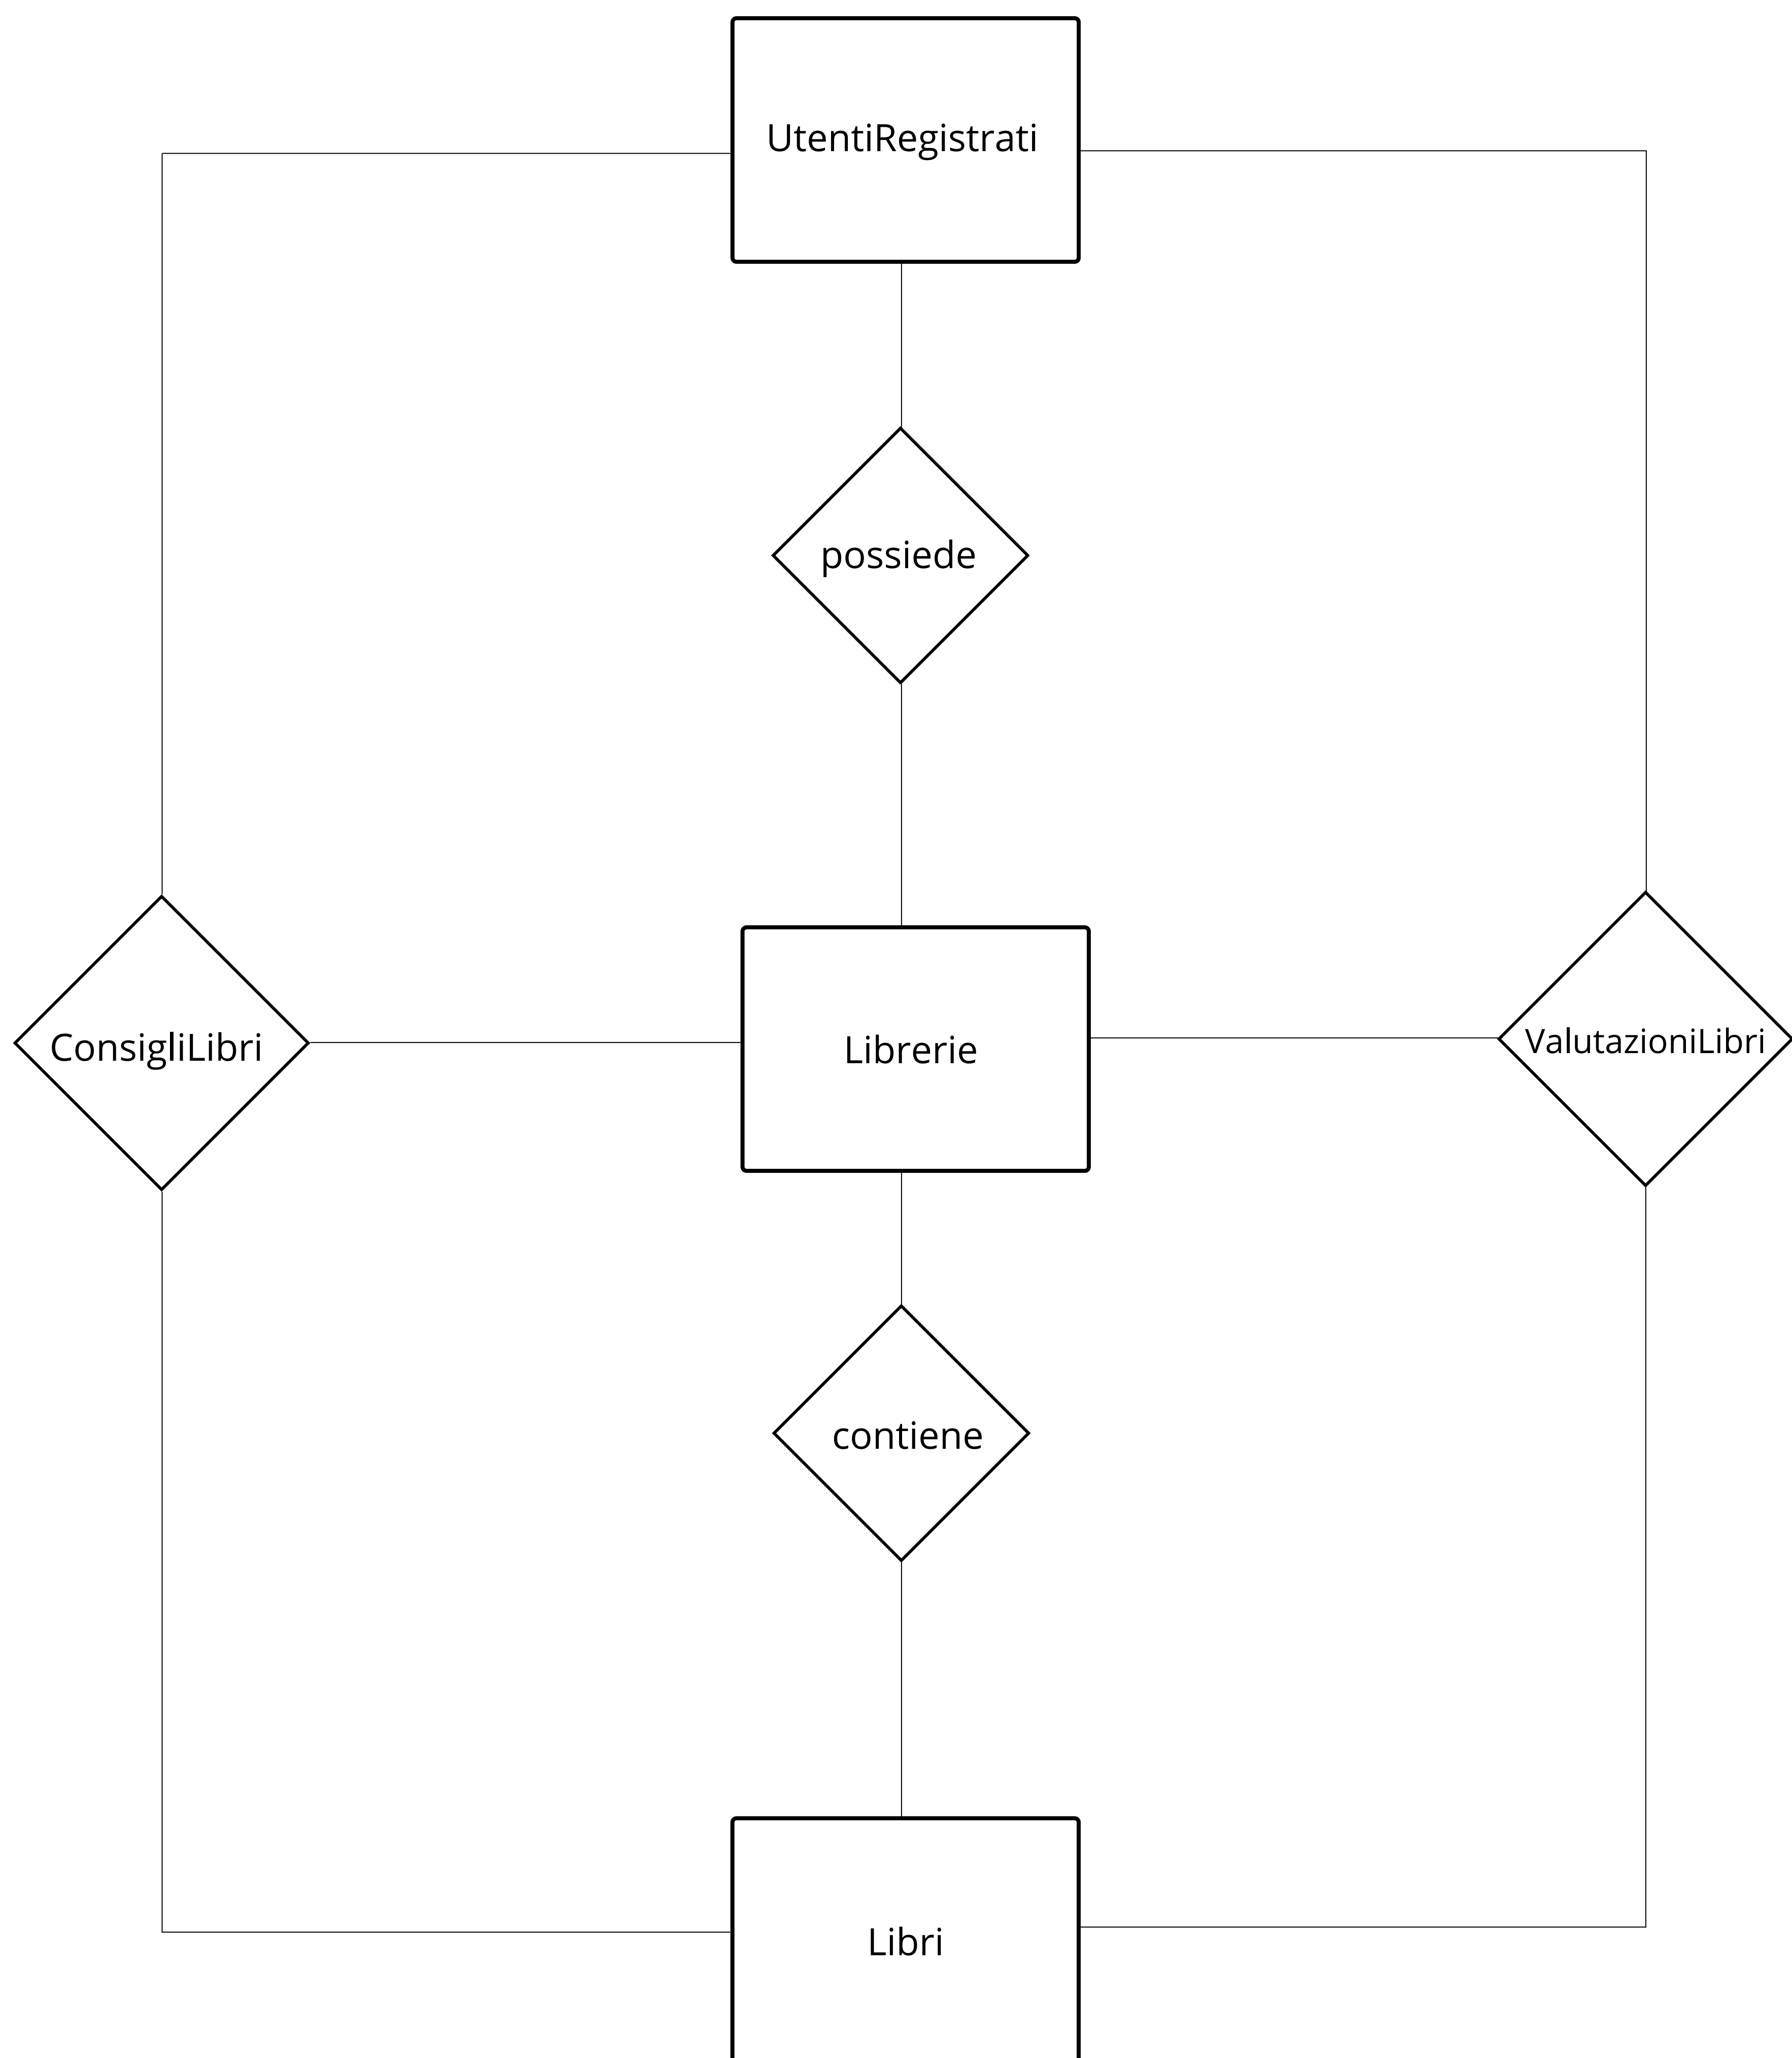 UtentiRegistrati
possiede
ConsigliLibri
Librerie
ValutazioniLibri
contiene
Libri